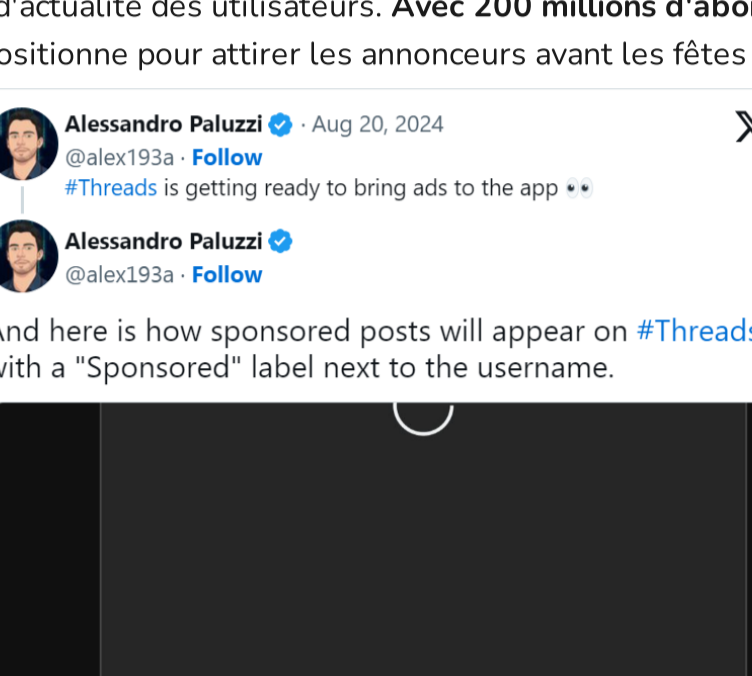 d'actualité des utilisateurs. Avec 200 millions d'abo
ositionne pour attirer les annonceurs avant les fêtes
Alessandro Paluzzi · Aug 20, 2024
@alex193a · Follow
#Threads is getting ready to bring ads to the app 👀
Alessandro Paluzzi
@alex193a · Follow
And here is how sponsored posts will appear on #Threads
with a "Sponsored" label next to the username.